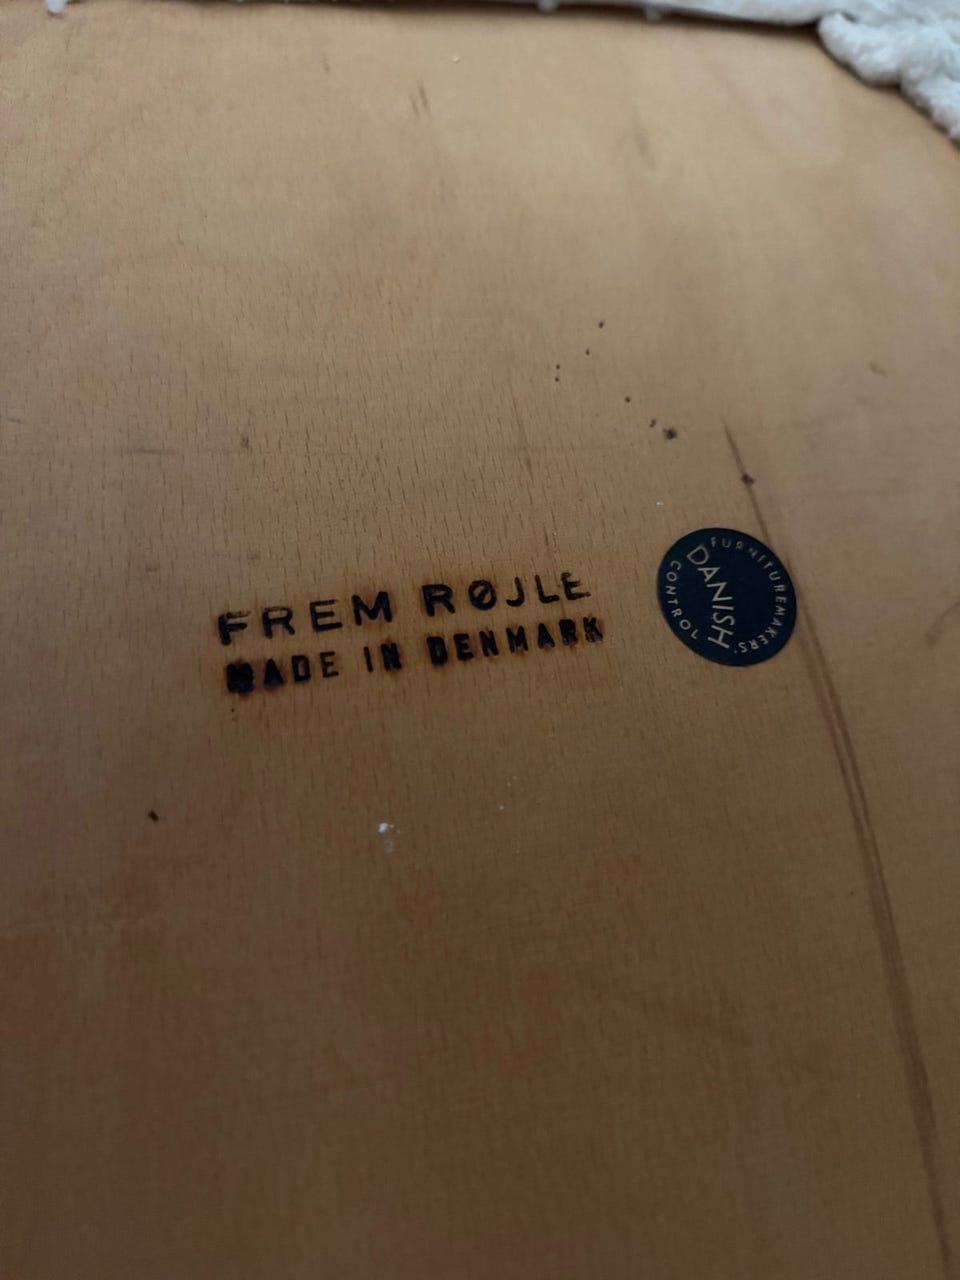 FREM RØJLE
MADE IN DENMARK
DANISH
FURNITUREMAKERS'
CONTROL